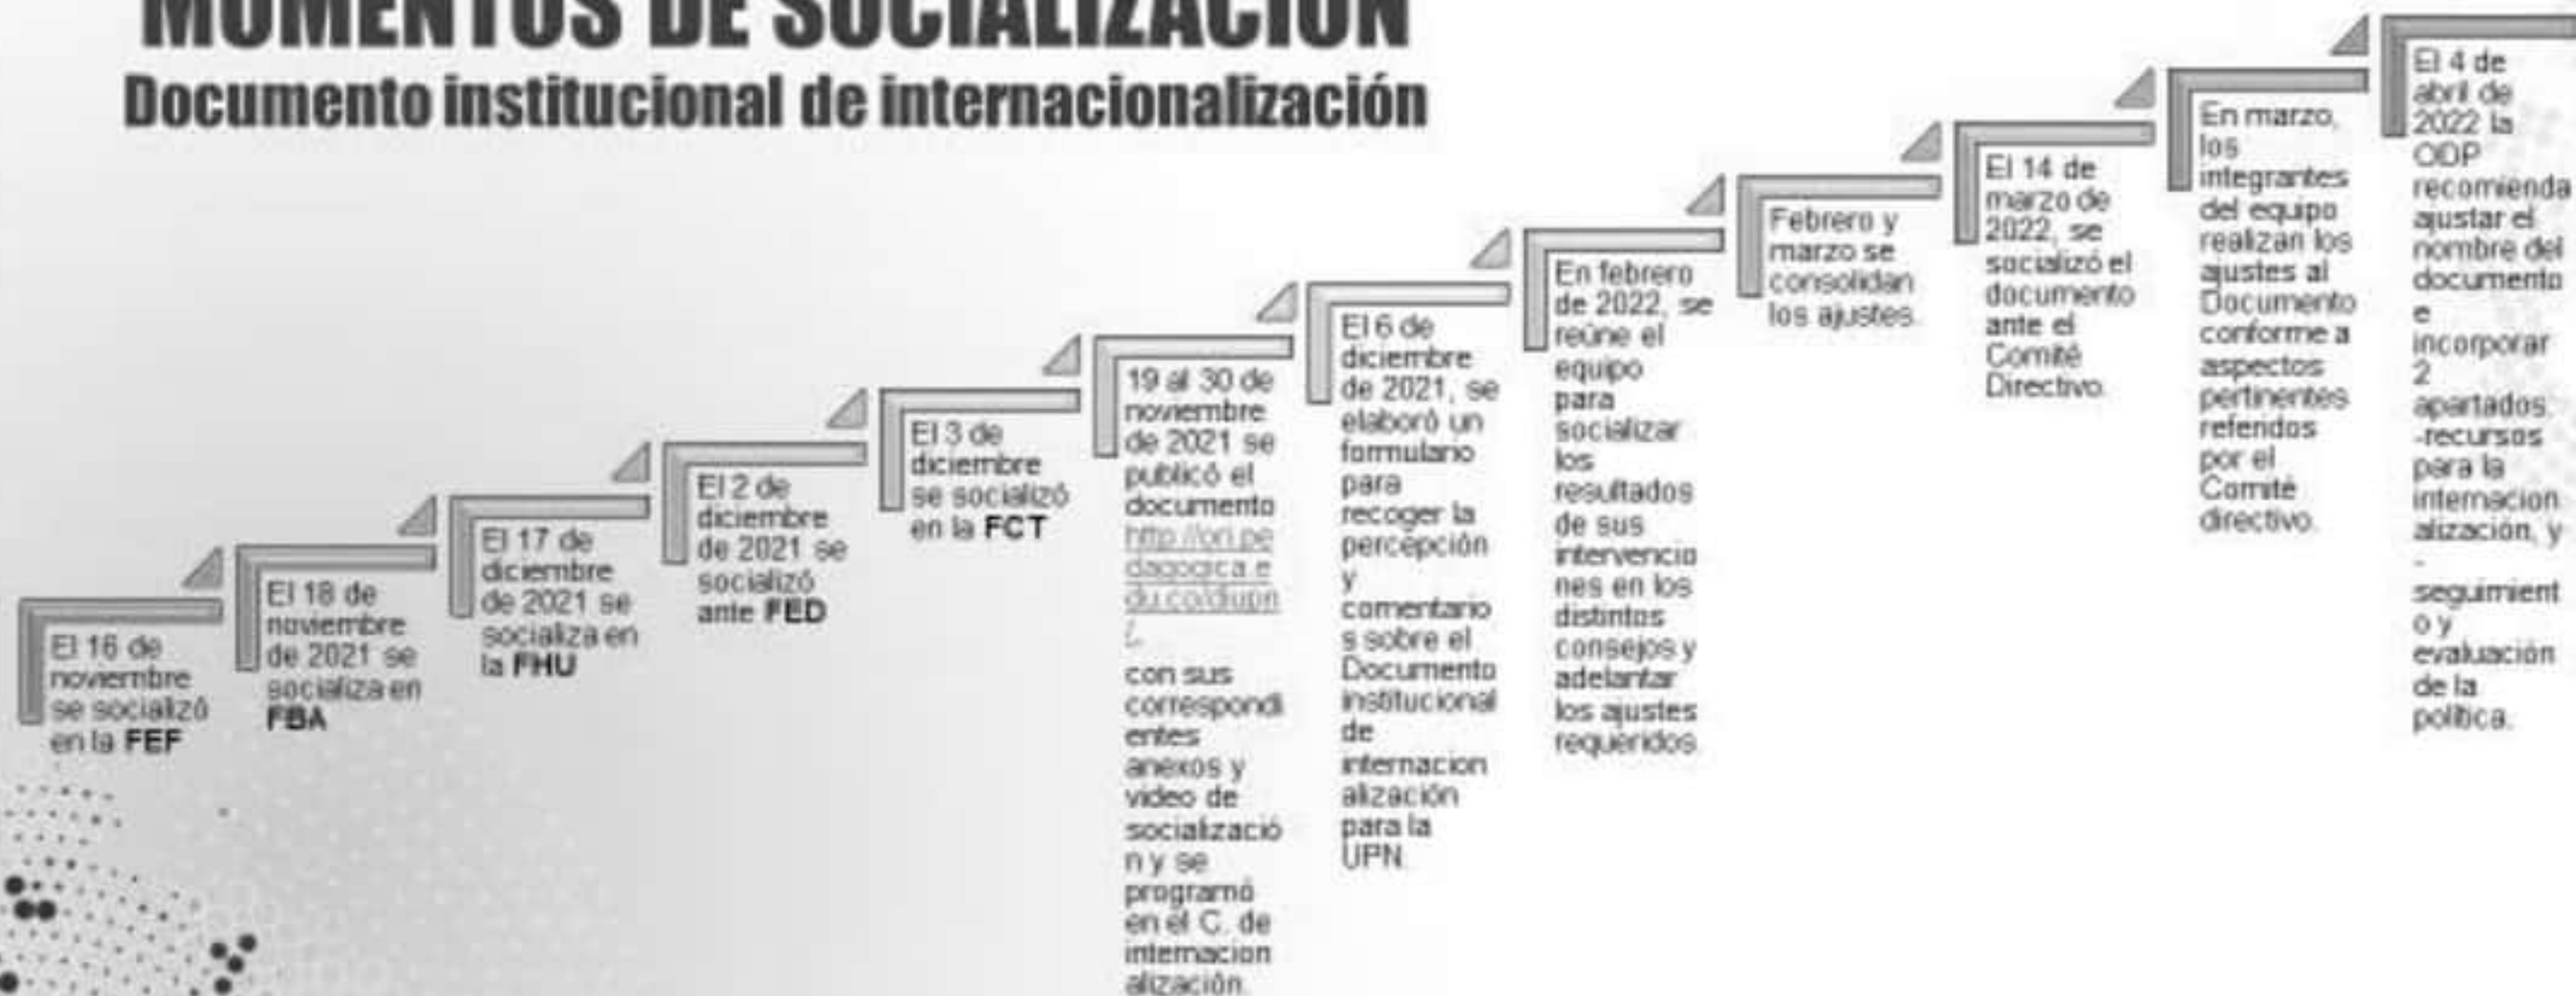 MOMENTOS DE SOCIALIZACIÓN
Documento institucional de internacionalización
El 16 de
noviembre
se socializó
en la FEF
El 18 de
noviembre
de 2021 se
socializa en
FBA
El 17 de
diciembre
de 2021 se
socializa en
la FHU
El 2 de
diciembre
de 2021 se
socializó
ante FED
El 3 de
diciembre
se socializó
en la FCT
19 al 30 de
noviembre
de 2021 se
publicó el
documento
http://ori.pe
dagogica.e
du.co/diupn
/,
con sus
correspondi
entes
anexos y
video de
socializació
n y se
programó
en el C. de
internacion
alización.
El 6 de
diciembre
de 2021, se
elaboró un
formulario
para
recoger la
percepción
y
comentario
s sobre el
Documento
Institucional
de
internacion
alización
para la
UPN.
En febrero
de 2022, se
reúne el
equipo
para
socializar
los
resultados
de sus
intervencio
nes en los
distintos
consejos y
adelantar
los ajustes
requeridos.
Febrero y
marzo se
consolidan
los ajustes.
El 14 de
marzo de
2022, se
socializó el
documento
ante el
Comité
Directivo.
En marzo,
los
integrantes
del equipo
realizan los
ajustes al
Documento
conforme a
aspectos
pertinentes
referidos
por el
Comité
directivo.
El 4 de
abril de
2022 la
ODP
recomienda
ajustar el
nombre del
documento
e
incorporar
2
apartados:
-recursos
para la
internacion
alización, y
-
seguimient
o y
evaluación
de la
política.